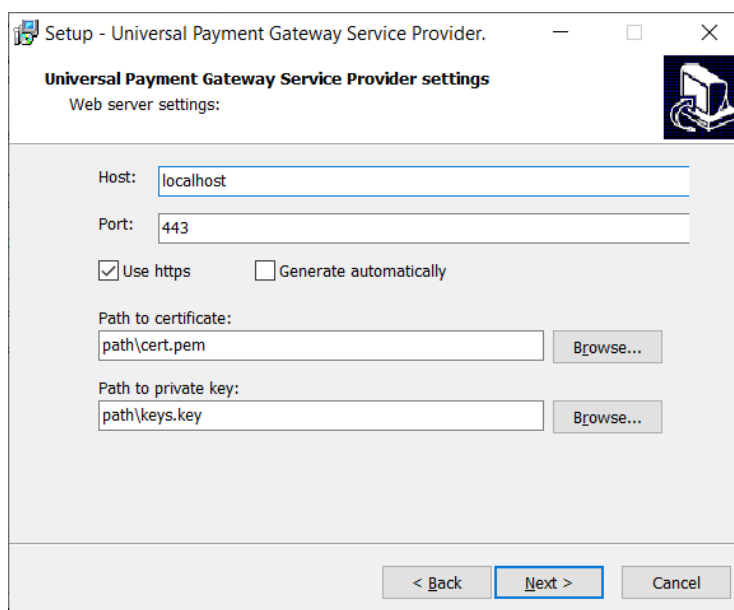 Setup - Universal Payment Gateway Service Provider.
Universal Payment Gateway Service Provider settings
Web server settings:
Host: localhost
Port: 443
Use https Generate automatically
Path to certificate:
path\cert.pem Browse...
Path to private key:
path\keys.key Browse...
< Back Next > Cancel